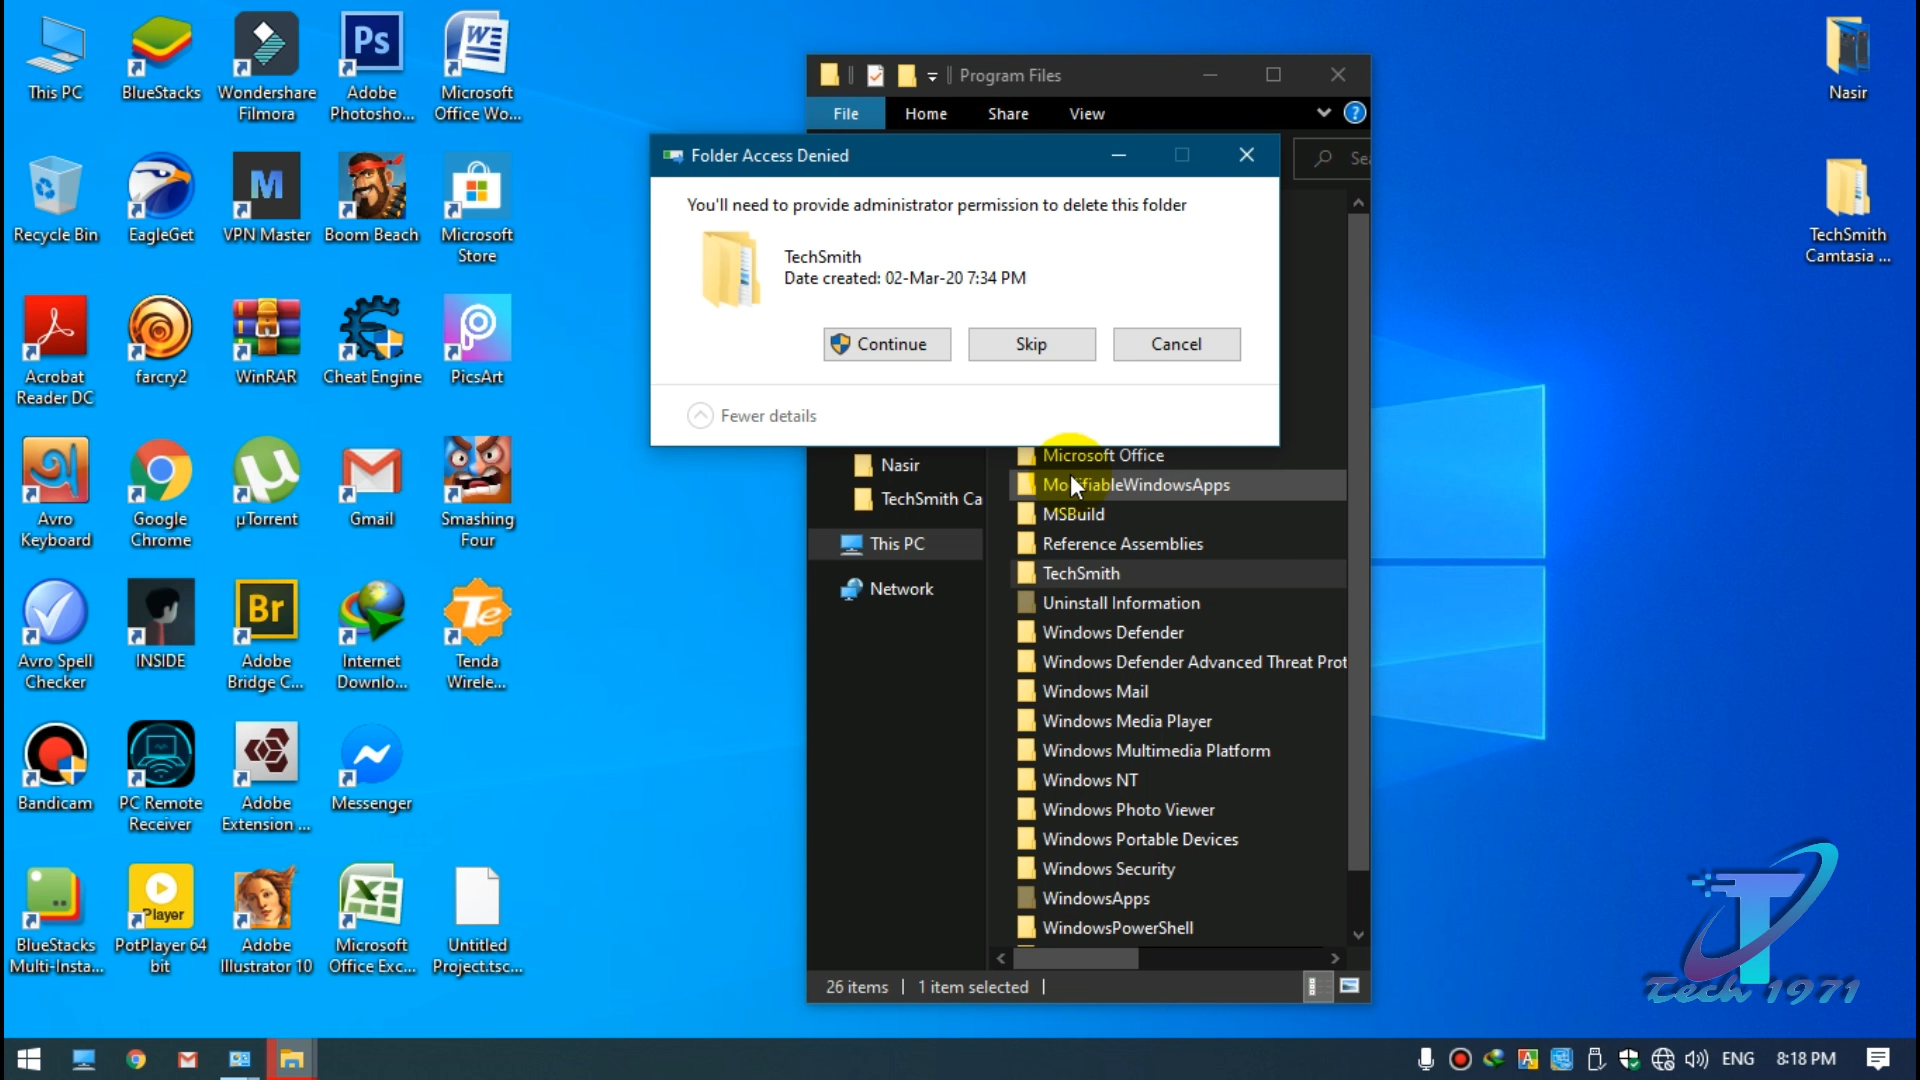 This PC
BlueStacks
Wondershare
Filmora
Adobe
Photosho...
Microsoft
Office Wo...
Recycle Bin
EagleGet
VPN Master
Boom Beach
Microsoft
Store
Acrobat
Reader DC
farcry2
WinRAR
Cheat Engine
PicsArt
Avro
Keyboard
Google
Chrome
µTorrent
Gmail
Smashing
Four
Avro Spell
Checker
INSIDE
Adobe
Bridge C...
Internet
Downlo...
Tenda
Wirele...
Bandicam
PC Remote
Receiver
Adobe
Extension ...
Messenger
BlueStacks
Multi-Insta...
PotPlayer 64
bit
Adobe
Illustrator 10
Microsoft
Office Exc...
Untitled
Project.tsc...
Ps
W
M
Br
Te
Player
Program Files
File
Home
Share
View
Folder Access Denied
You'll need to provide administrator permission to delete this folder
TechSmith
Date created: 02-Mar-20 7:34 PM
Continue
Skip
Cancel
Fewer details
Nasir
TechSmith Ca
This PC
Network
Microsoft Office
ModifiableWindowsApps
MSBuild
Reference Assemblies
TechSmith
Uninstall Information
Windows Defender
Windows Defender Advanced Threat Prot
Windows Mail
Windows Media Player
Windows Multimedia Platform
Windows NT
Windows Photo Viewer
Windows Portable Devices
Windows Security
WindowsApps
WindowsPowerShell
26 items
1 item selected
Nasir
TechSmith
Camtasia ...
Tech 1971
ENG
8:18 PM